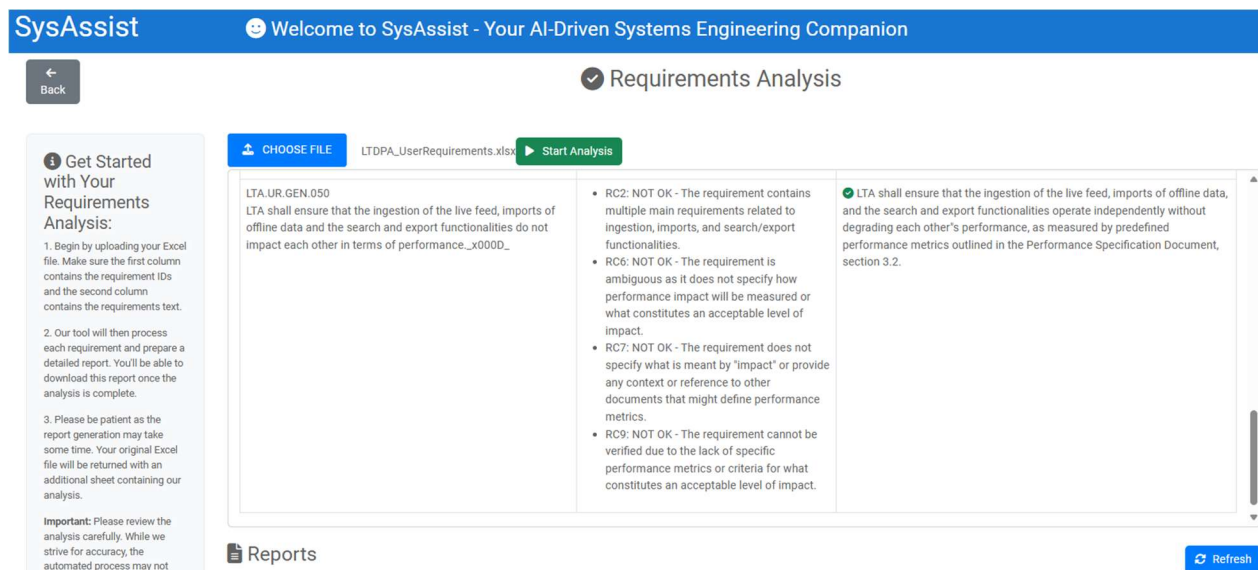 SysAssist
Welcome to SysAssist - Your AI-Driven Systems Engineering Companion
Back
Requirements Analysis
Get Started
with Your
Requirements
Analysis:
1. Begin by uploading your Excel
file. Make sure the first column
contains the requirement IDs
and the second column
contains the requirements text.
2. Our tool will then process
each requirement and prepare a
detailed report. You'll be able to
download this report once the
analysis is complete.
3. Please be patient as the
report generation may take
some time. Your original Excel
file will be returned with an
additional sheet containing our
analysis.
Important: Please review the
analysis carefully. While we
strive for accuracy, the
automated process may not
CHOOSE FILE
LTDPA_UserRequirements.xlsx
Start Analysis
LTA.UR.GEN.050
LTA shall ensure that the ingestion of the live feed, imports of
offline data and the search and export functionalities do not
impact each other in terms of performance._x000D_
• RC2: NOT OK - The requirement contains
multiple main requirements related to
ingestion, imports, and search/export
functionalities.
• RC6: NOT OK - The requirement is
ambiguous as it does not specify how
performance impact will be measured or
what constitutes an acceptable level of
impact.
• RC7: NOT OK - The requirement does not
specify what is meant by "impact" or provide
any context or reference to other
documents that might define performance
metrics.
• RC9: NOT OK - The requirement cannot be
verified due to the lack of specific
performance metrics or criteria for what
constitutes an acceptable level of impact.
LTA shall ensure that the ingestion of the live feed, imports of offline data,
and the search and export functionalities operate independently without
degrading each other"s performance, as measured by predefined
performance metrics outlined in the Performance Specification Document,
section 3.2.
Reports
Refresh